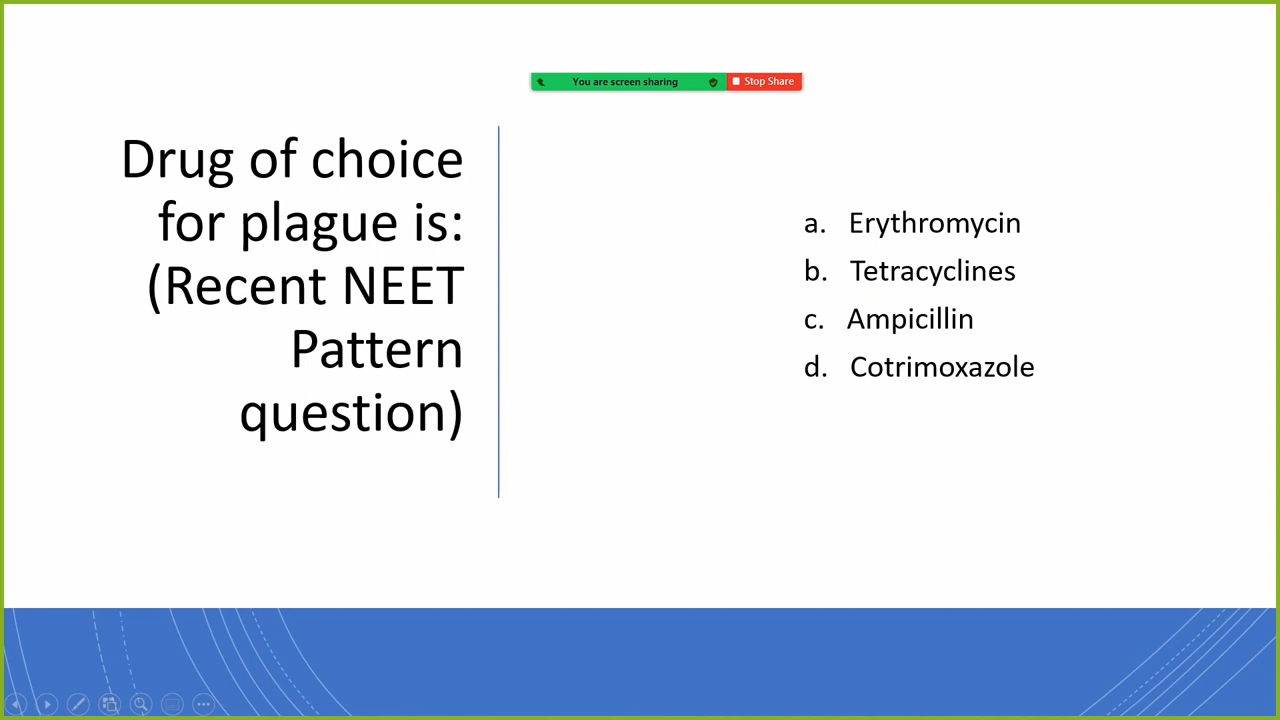 You are screen sharing
Stop Share
Drug of choice
for plague is:
(Recent NEET
Pattern
question)
a. Erythromycin
b. Tetracyclines
c. Ampicillin
d. Cotrimoxazole